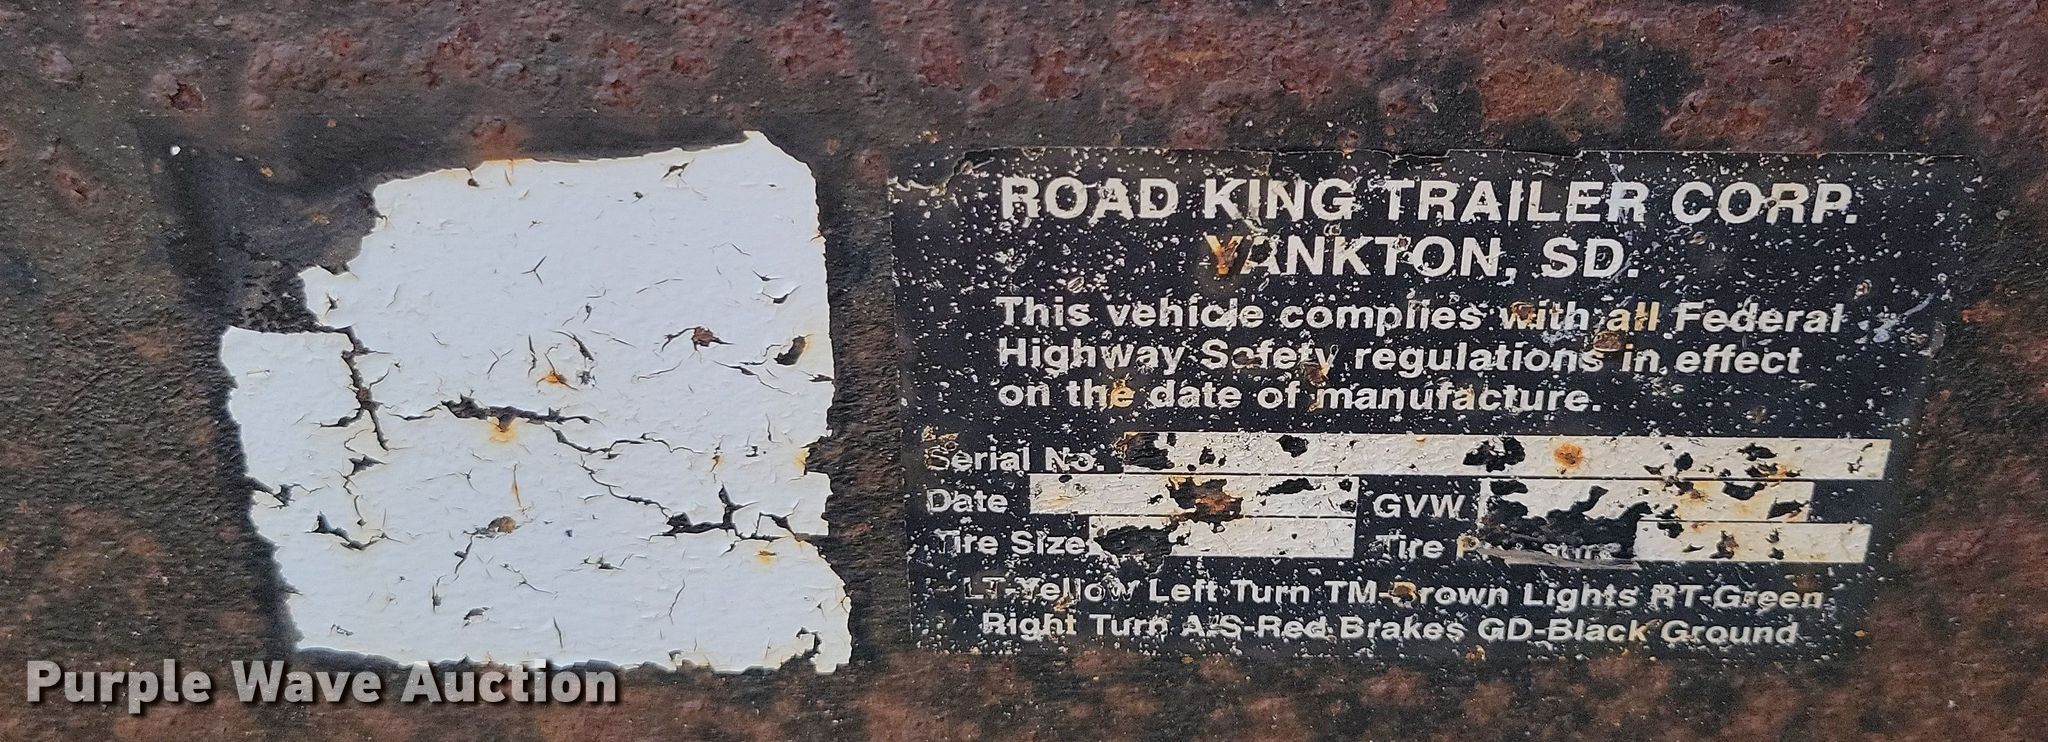 ROAD KING TRAILER CORP.
YANKTON, SD.
This vehicle complies with all Federal
Highway Safety regulations in effect
on the date of manufacture.
Serial No.
Date GVW
Tire Size Tire
LT-Yellow Left Turn TM-Brown Lights RT-Green
Right Turn A-S-Red Brakes GD-Black Ground
Purple Wave Auction